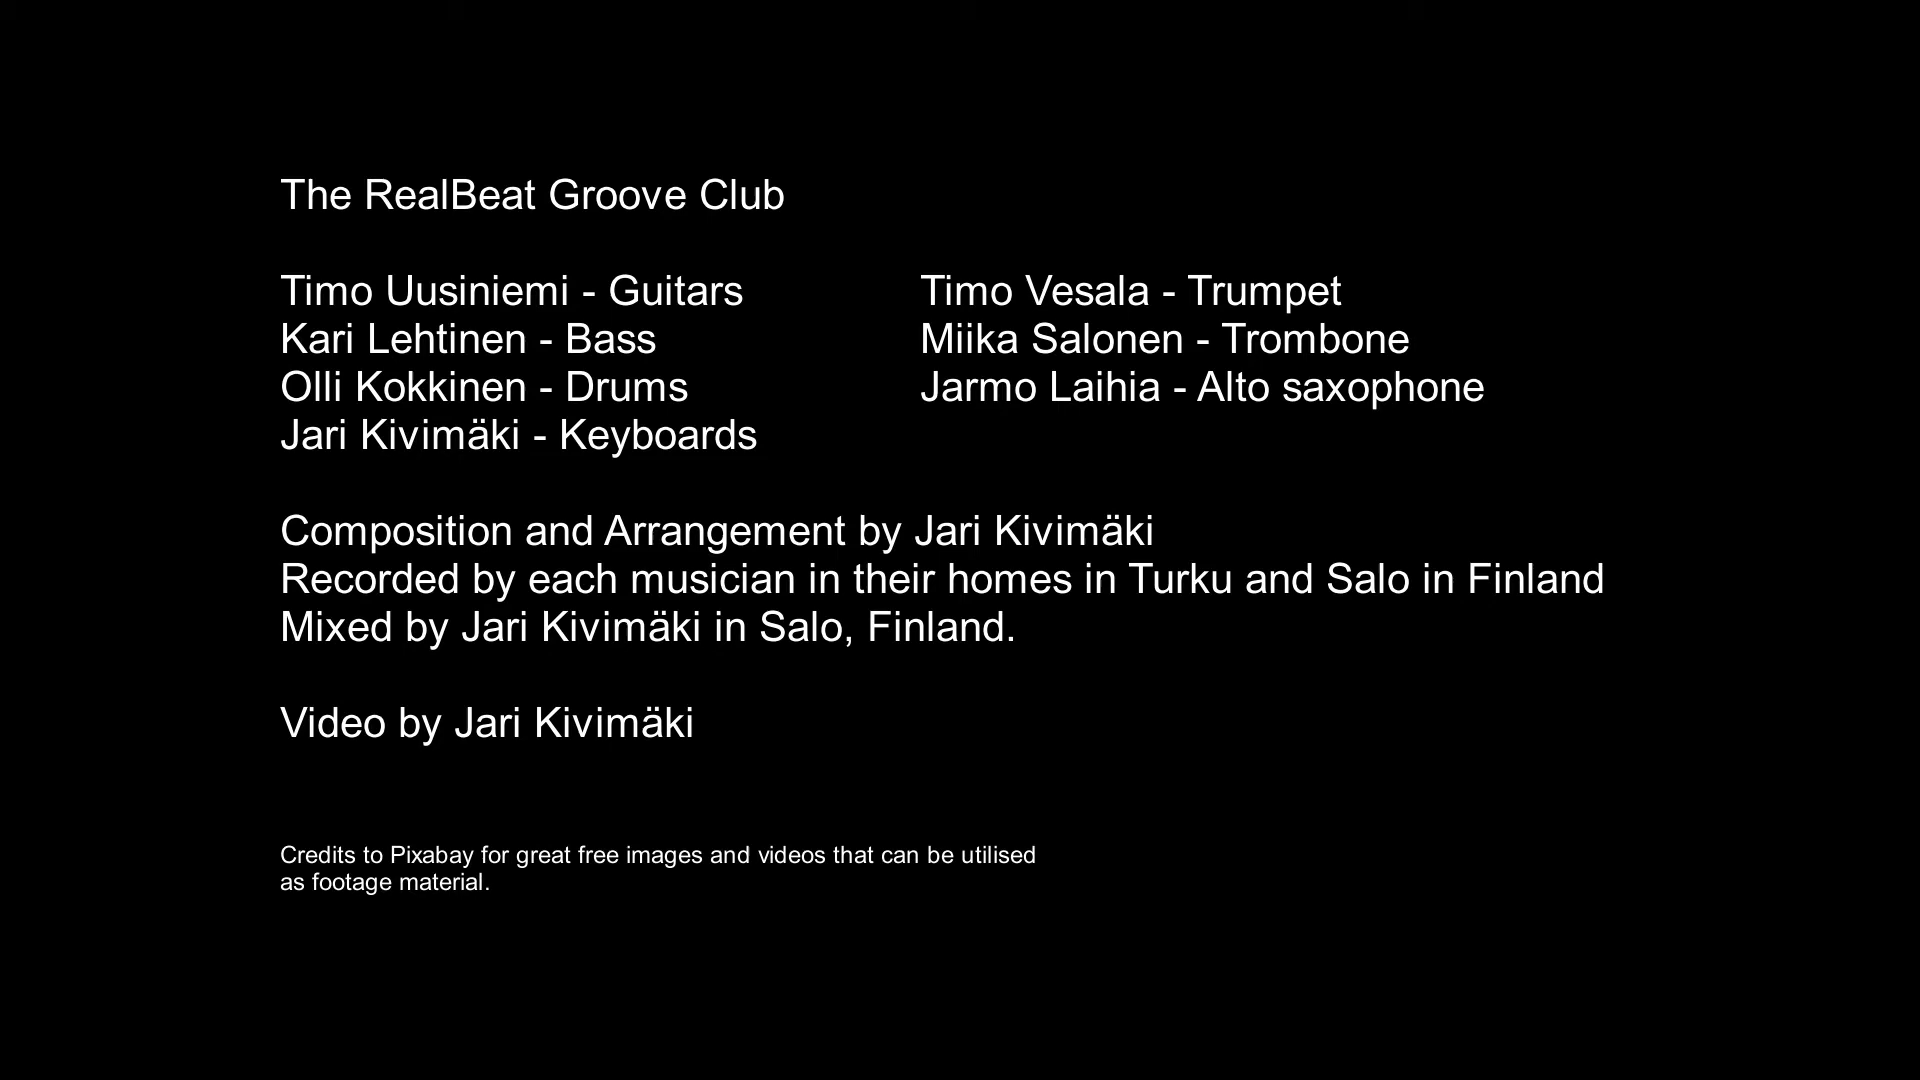 The RealBeat Groove Club
Timo Uusiniemi - Guitars
Kari Lehtinen - Bass
Olli Kokkinen - Drums
Jari Kivimäki - Keyboards
Timo Vesala - Trumpet
Miika Salonen - Trombone
Jarmo Laihia - Alto saxophone
Composition and Arrangement by Jari Kivimäki
Recorded by each musician in their homes in Turku and Salo in Finland
Mixed by Jari Kivimäki in Salo, Finland.
Video by Jari Kivimäki
Credits to Pixabay for great free images and videos that can be utilised
as footage material.